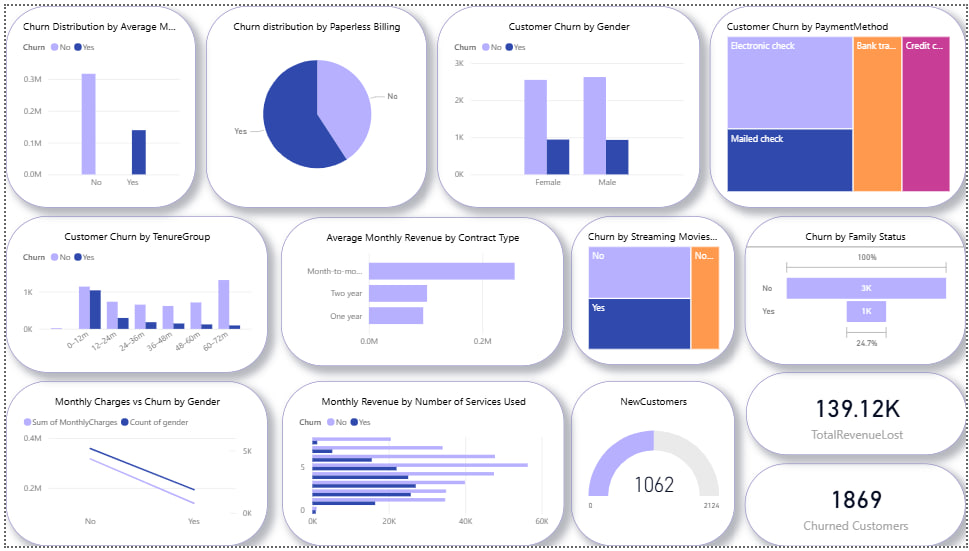 Churn Distribution by Average M...
Churn No Yes
0.3M
0.2M
0.1M
0.0M
No Yes
Churn distribution by Paperless Billing
No
Yes
Customer Churn by Gender
Churn No Yes
3K
2K
1K
0K
Female Male
Customer Churn by PaymentMethod
Electronic check
Bank tra...
Credit c...
Mailed check
Customer Churn by TenureGroup
Churn No Yes
1K
0K
0-12m 12-24m 24-36m 36-48m 48-60m 60-72m
Average Monthly Revenue by Contract Type
Month-to-mo...
Two year
One year
0.0M 0.2M
Churn by Streaming Movies...
No
No...
Yes
Churn by Family Status
100%
No 3K
Yes 1K
24.7%
Monthly Charges vs Churn by Gender
Sum of MonthlyCharges Count of gender
0.4M
0.2M
5K
0K
No Yes
Monthly Revenue by Number of Services Used
Churn No Yes
5
0
0K 20K 40K 60K
NewCustomers
1062
0 2124
139.12K
TotalRevenueLost
1869
Churned Customers